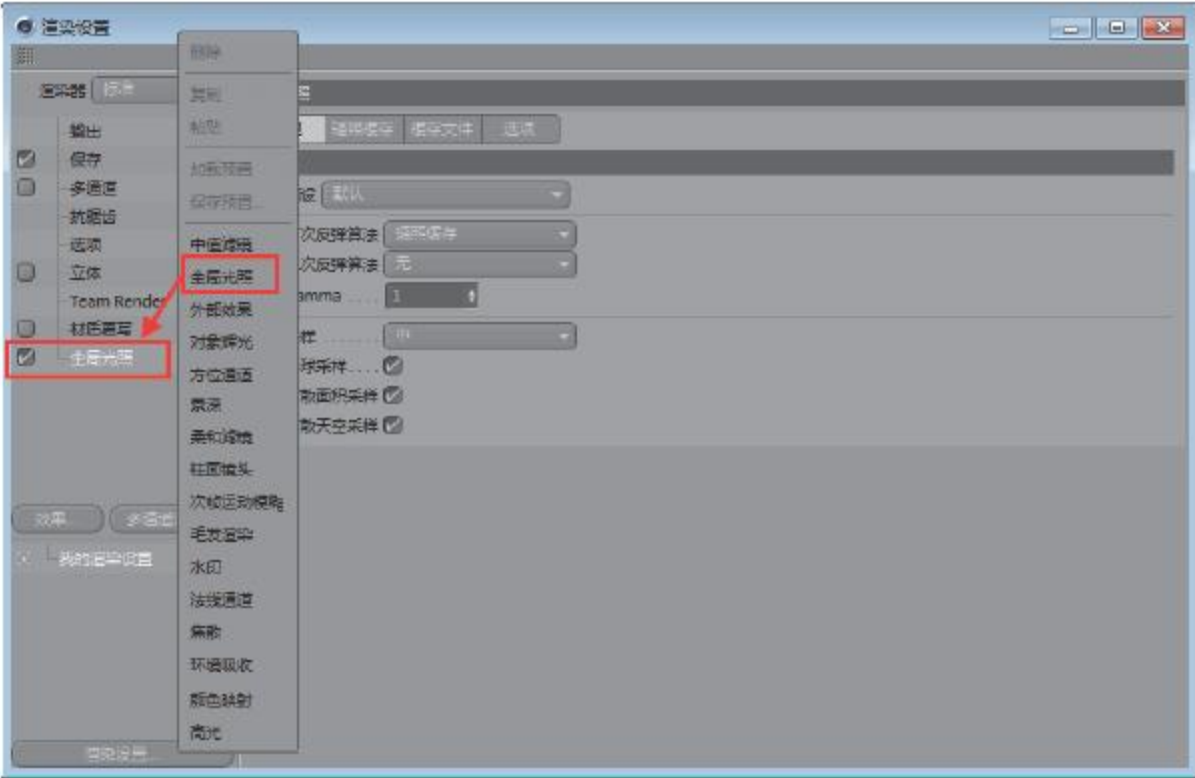 渲染设置
渲染器 标准
输出
保存
多通道
抗锯齿
选项
立体
Team Render
材质覆写
全局光照
效果...
多通道
我的渲染设置
渲染设置...
删除
复制
粘贴
加载预置
保存预置...
中值滤镜
全局光照
外部效果
对象辉光
方位通道
景深
柔和滤镜
柱面镜头
次帧运动模糊
毛发渲染
水印
法线通道
焦散
环境吸收
颜色映射
高光
辐照缓存 缓存文件 选项
设 默认
次反弹算法 辐照缓存
次反弹算法 无
amma .... 1
样 ....... 中
球采样 ....
散面积采样
散天空采样